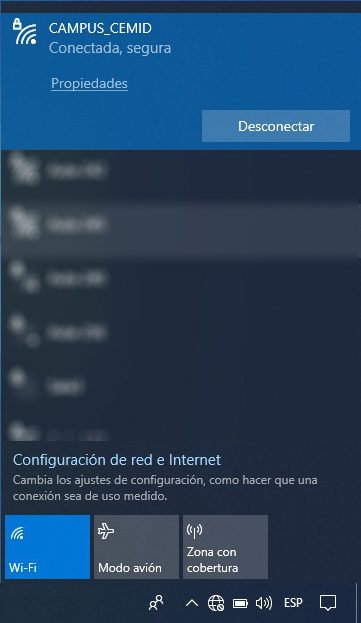 CAMPUS_CEMID
Conectada, segura
Propiedades
Desconectar
Configuración de red e Internet
Cambia los ajustes de configuración, como hacer que una
conexión sea de uso medido.
Wi-Fi
Modo avión
Zona con
cobertura
ESP